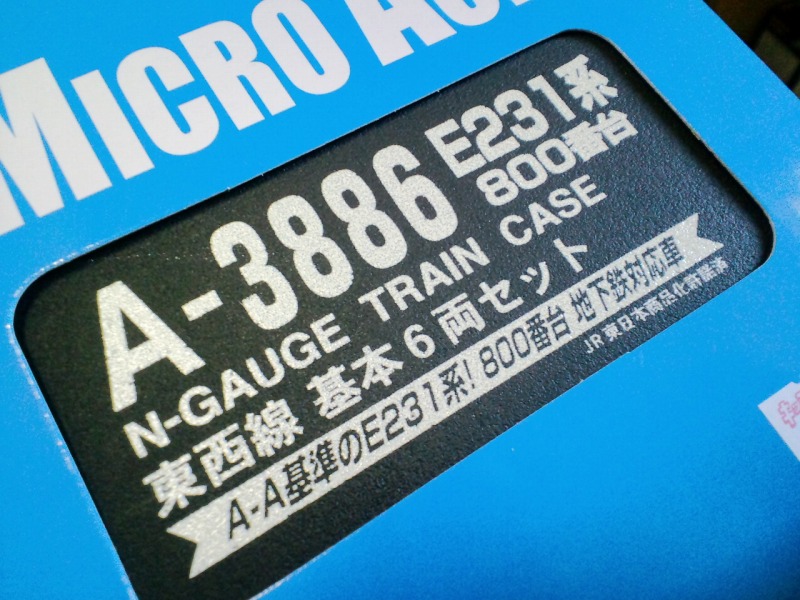 MICRO A
A-3886 E231系
800番台
N-GAUGE TRAIN CASE
東西線 基本6両セット
A-A基準のE231系! 800番台 地下鉄対応車
JR東日本商品化許諾済